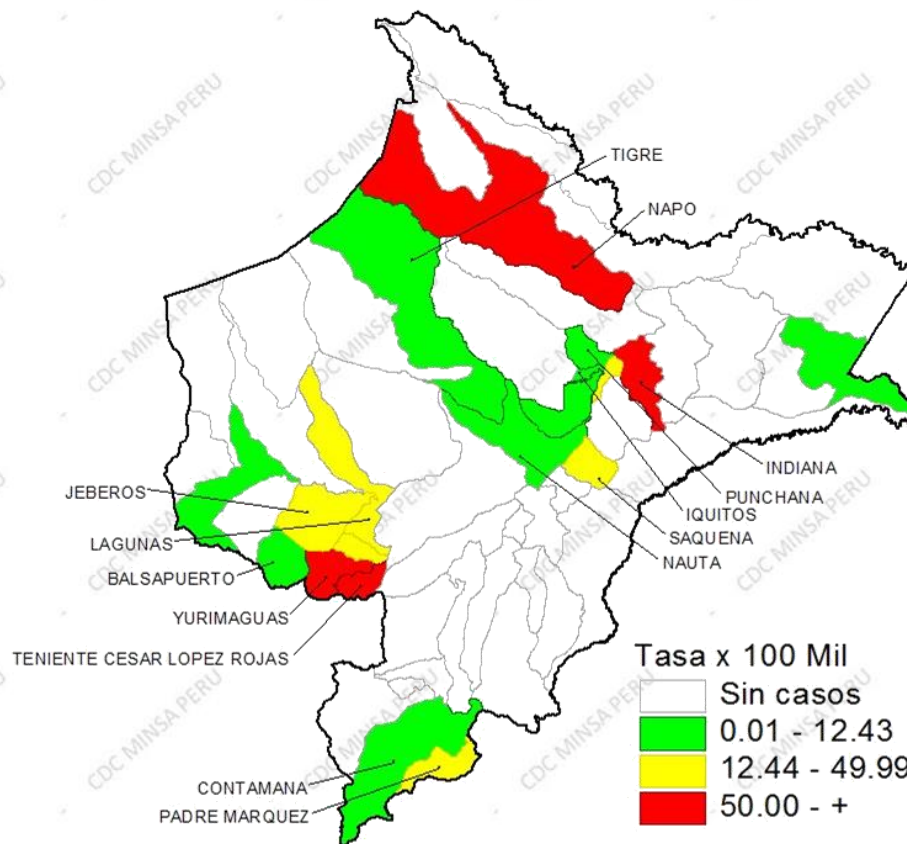 CDC MINSA PERU
TIGRE
NAPO
INDIANA
PUNCHANA
IQUITOS
SAQUENA
NAUTA
JEBEROS
LAGUNAS
BALSAPUERTO
YURIMAGUAS
TENIENTE CESAR LOPEZ ROJAS
CONTAMANA
PADRE MARQUEZ
Tasa x 100 Mil
Sin casos
0.01 - 12.43
12.44 - 49.99
50.00 - +